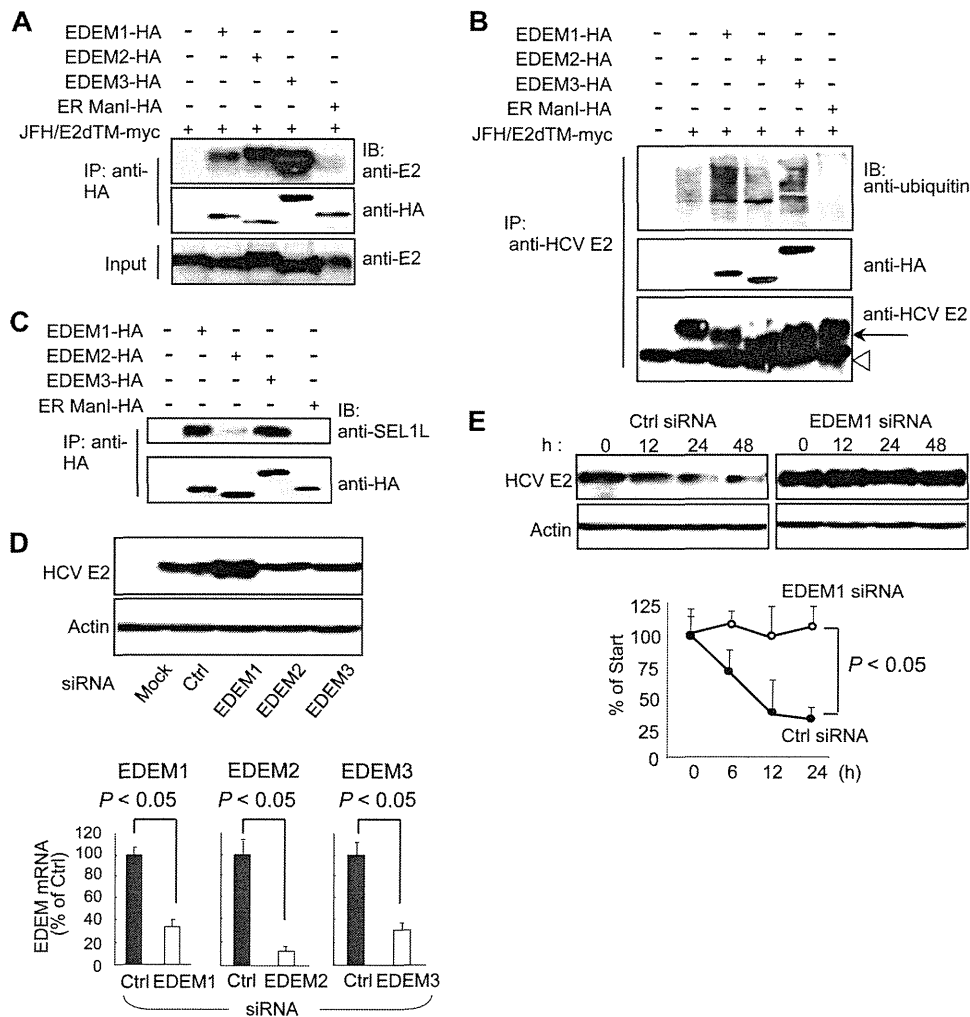 A
EDEM1-HA - + - - -
EDEM2-HA - - + - -
EDEM3-HA - - - + -
ER ManI-HA - - - - +
JFH/E2dTM-myc + + + + +
IP: anti-
HA
IB:
anti-E2
anti-HA
Input
anti-E2
B
EDEM1-HA - - + - - -
EDEM2-HA - - - + - -
EDEM3-HA - - - - + -
ER ManI-HA - - - - - +
JFH/E2dTM-myc - + + + + +
IP:
anti-HCV E2
IB:
anti-ubiquitin
anti-HA
anti-HCV E2
C
EDEM1-HA - + - - -
EDEM2-HA - - + - -
EDEM3-HA - - - + -
ER ManI-HA - - - - +
IP: anti-
HA
IB:
anti-SEL1L
anti-HA
D
HCV E2
Actin
siRNA Mock Ctrl EDEM1 EDEM2 EDEM3
EDEM1 EDEM2 EDEM3
P < 0.05 P < 0.05 P < 0.05
EDEM mRNA
(% of Ctrl)
120
100
80
60
40
20
0
Ctrl EDEM1 Ctrl EDEM2 Ctrl EDEM3
siRNA
E
Ctrl siRNA EDEM1 siRNA
h : 0 12 24 48 0 12 24 48
HCV E2
Actin
% of Start
125
100
75
50
25
0
EDEM1 siRNA
P < 0.05
Ctrl siRNA
0 6 12 24 (h)